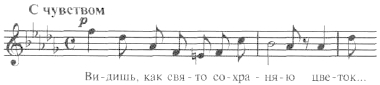 С чувством
p
Ви-дишь, как свя-то со-хра - ня-ю цве-ток...